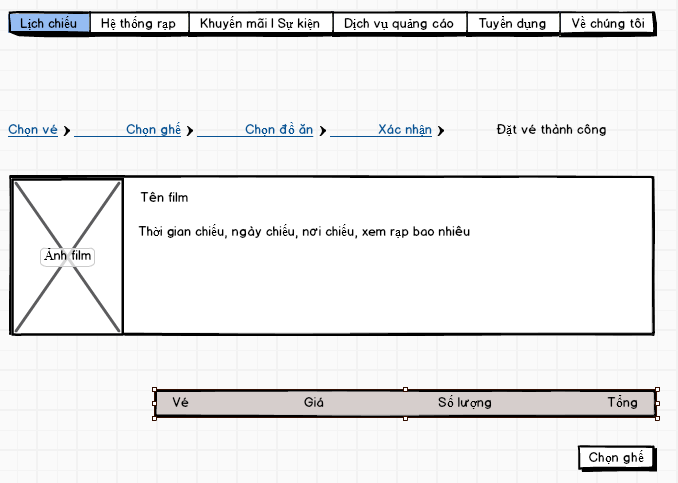 Lịch chiếu Hệ thống rạp Khuyến mãi | Sự kiện Dịch vụ quảng cáo Tuyển dụng Về chúng tôi
Chọn vé Chọn ghế Chọn đồ ăn Xác nhận Đặt vé thành công
Tên film
Thời gian chiếu, ngày chiếu, nơi chiếu, xem rạp bao nhiêu
Ảnh film
Vé Giá Số lượng Tổng
Chọn ghế